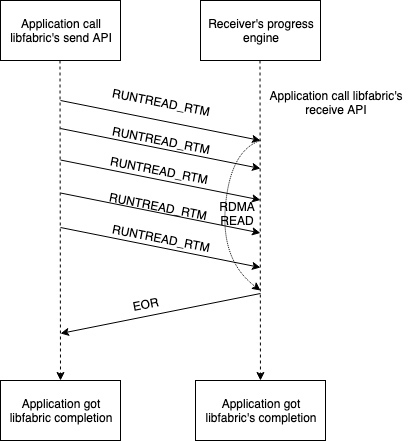 Application call
libfabric's send API
Receiver's progress
engine
Application call libfabric's
receive API
RUNTREAD_RTM
RUNTREAD_RTM
RUNTREAD_RTM
RUNTREAD_RTM
RDMA
READ
RUNTREAD_RTM
EOR
Application got
libfabric completion
Application got
libfabric's completion